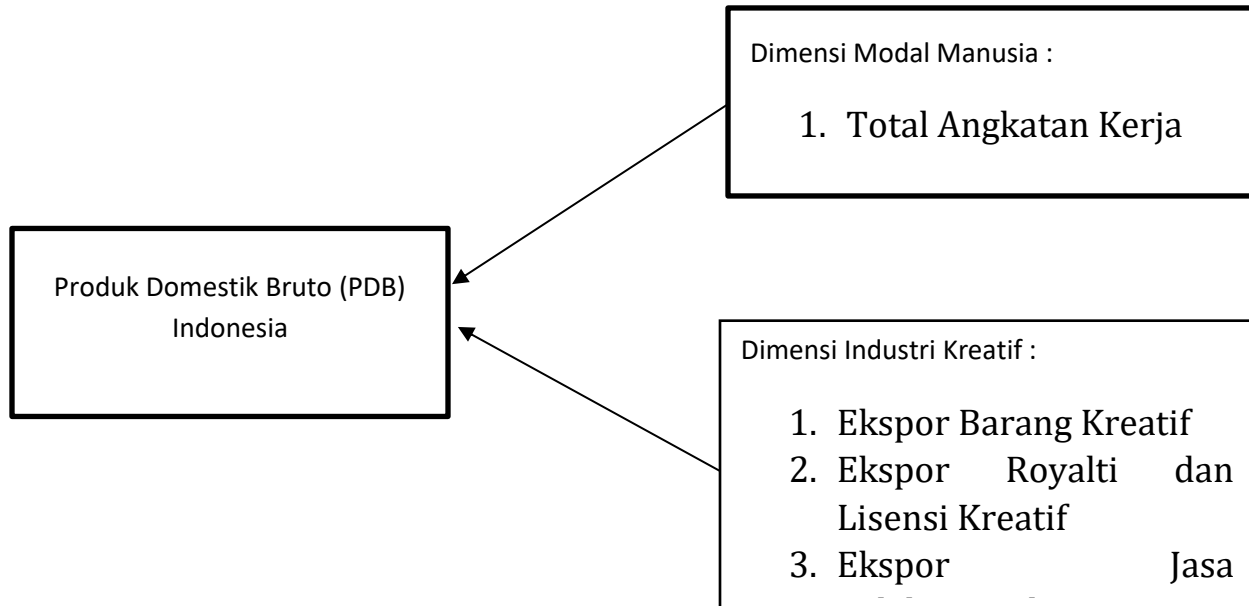 Dimensi Modal Manusia :
1. Total Angkatan Kerja
Produk Domestik Bruto (PDB)
Indonesia
Dimensi Industri Kreatif :
1. Ekspor Barang Kreatif
2. Ekspor Royalti dan
Lisensi Kreatif
3. Ekspor Jasa